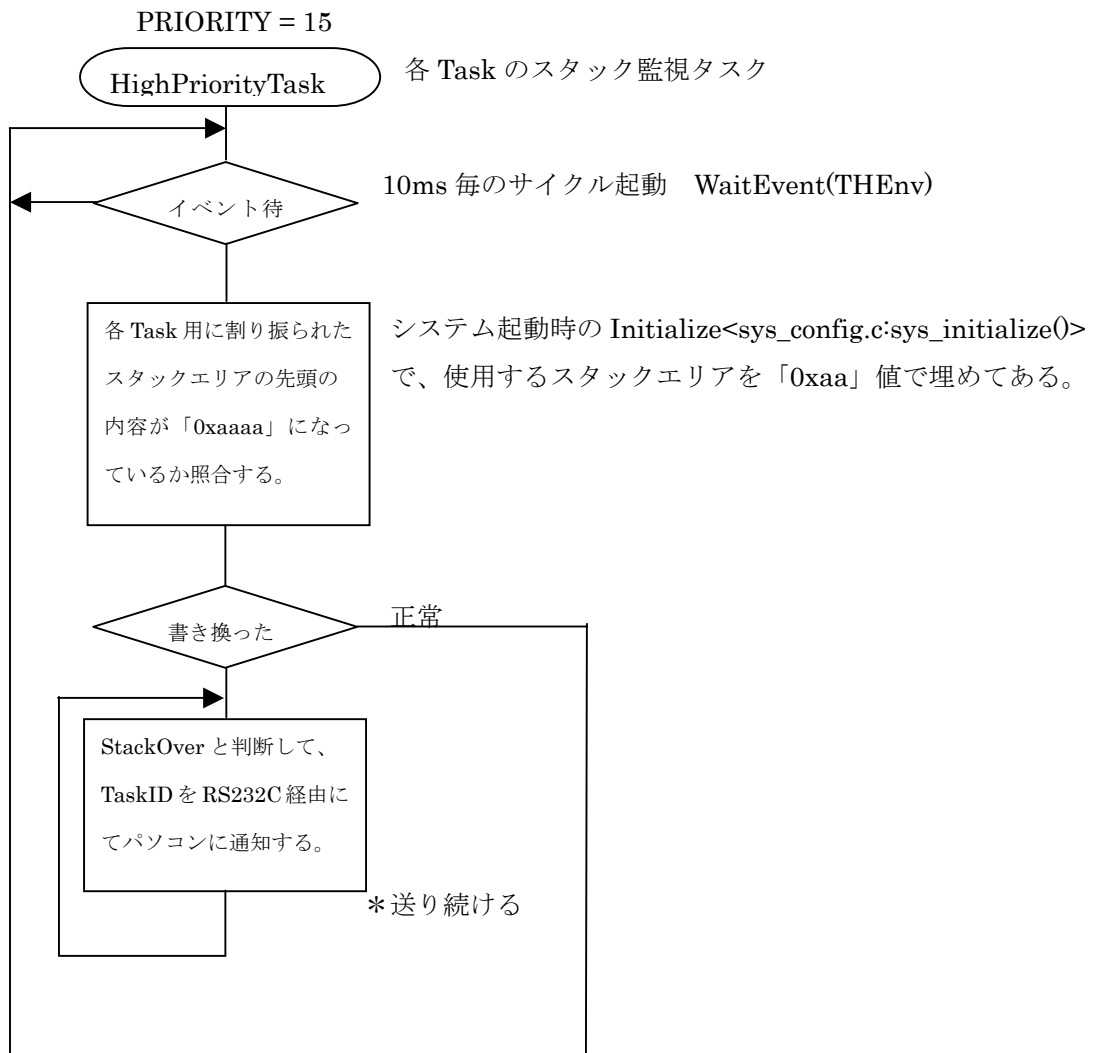 PRIORITY = 15
HighPriorityTask
各 Task のスタック監視タスク
10ms 毎のサイクル起動　WaitEvent(THEnv)
イベント待
各 Task 用に割り振られた
スタックエリアの先頭の
内容が「0xaaaa」になっ
ているか照合する。
システム起動時の Initialize<sys_config.c:sys_initialize()>
で、使用するスタックエリアを「0xaa」値で埋めてある。
書き換った
正常
StackOver と判断して、
TaskID を RS232C 経由に
てパソコンに通知する。
＊送り続ける